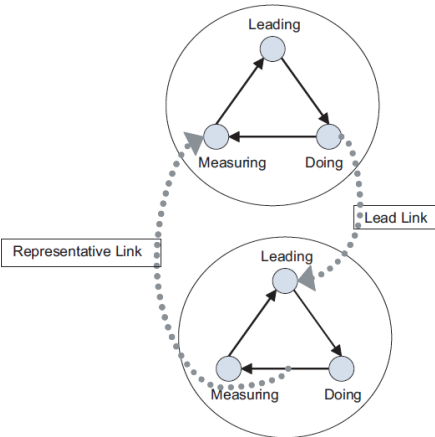 Leading
Measuring Doing
Lead Link
Representative Link
Leading
Measuring Doing